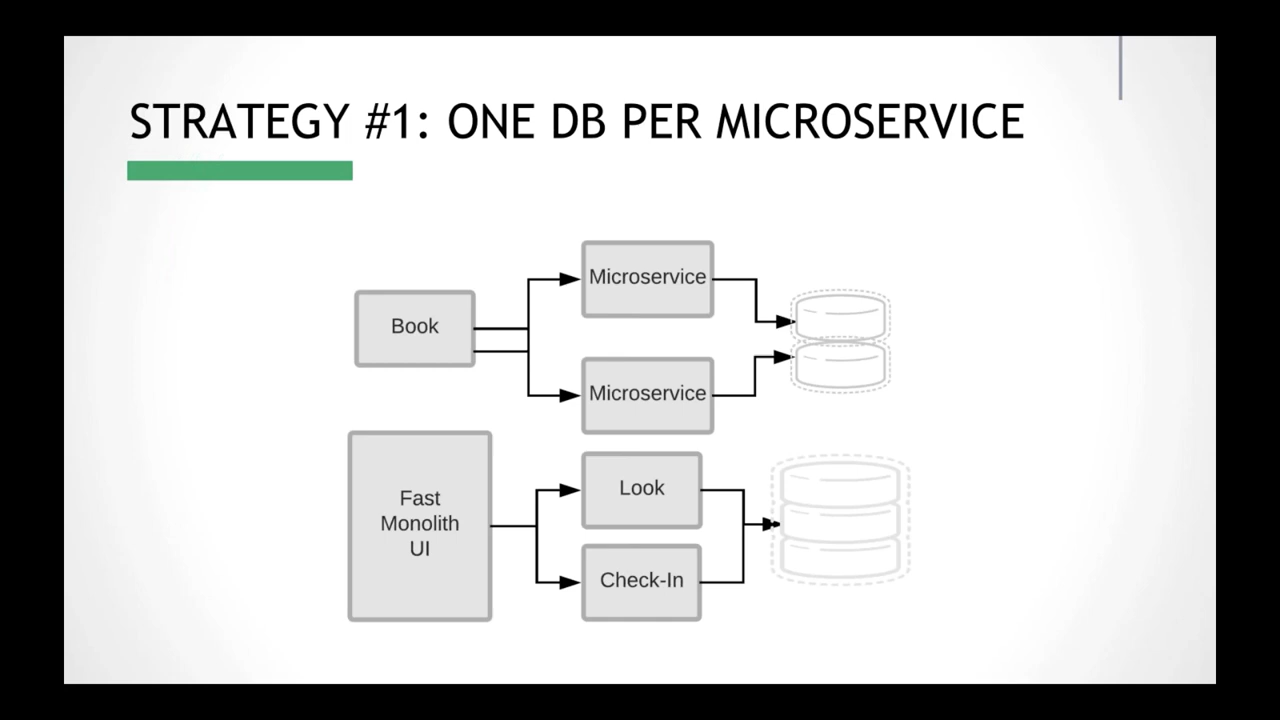 STRATEGY #1: ONE DB PER MICROSERVICE
Microservice
Book
Microservice
Fast
Monolith
UI
Look
Check-In